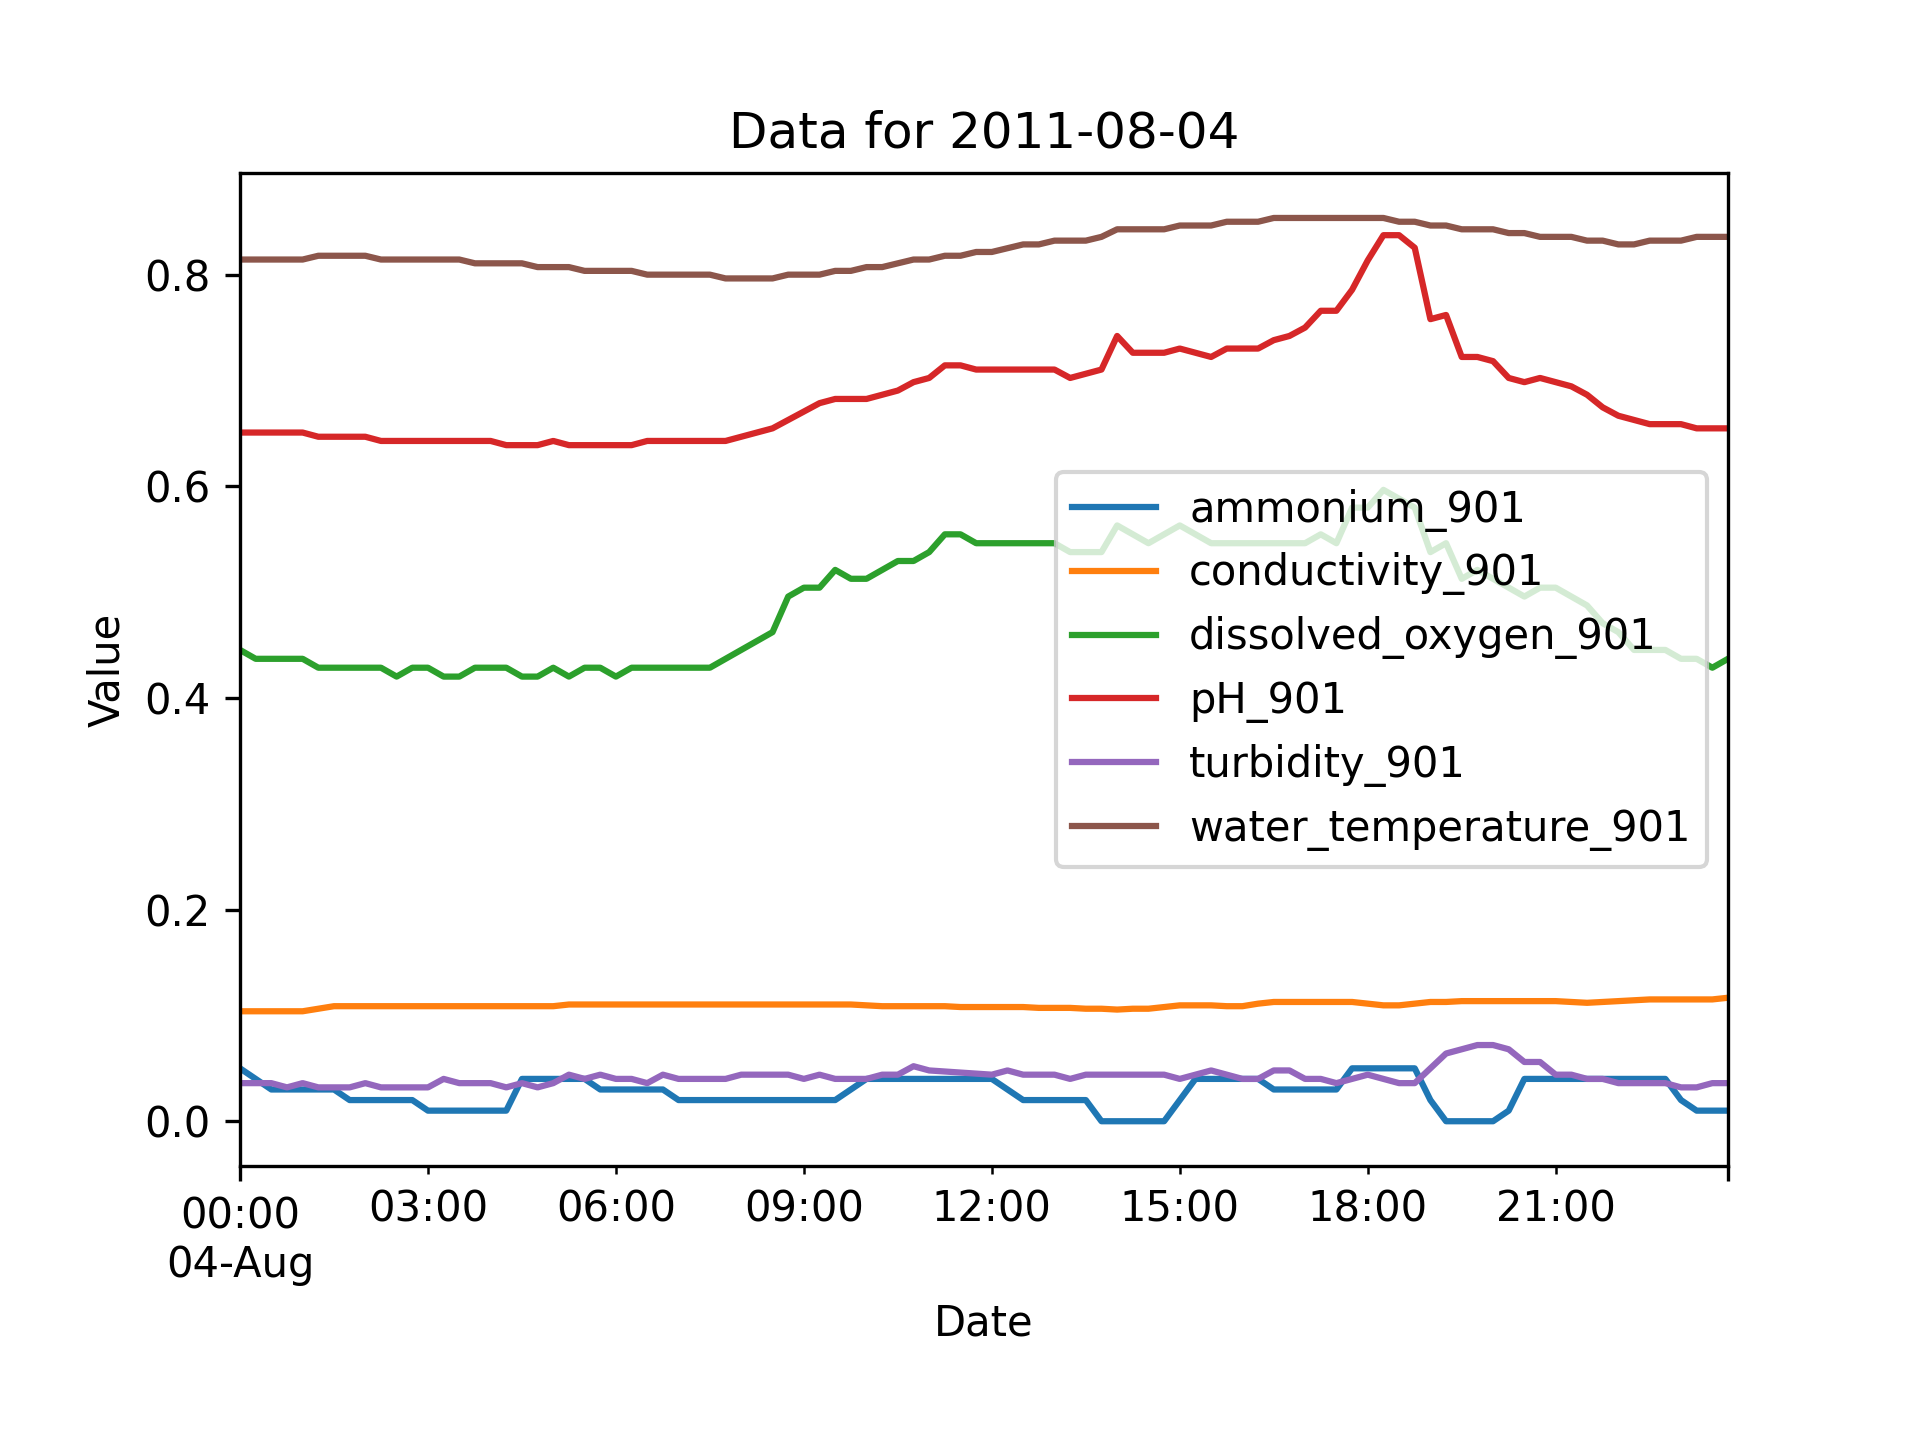 Data for 2011-08-04
Value
0.8
0.6
0.4
0.2
0.0
ammonium_901
conductivity_901
dissolved_oxygen_901
pH_901
turbidity_901
water_temperature_901
00:00 03:00 06:00 09:00 12:00 15:00 18:00 21:00
04-Aug
Date